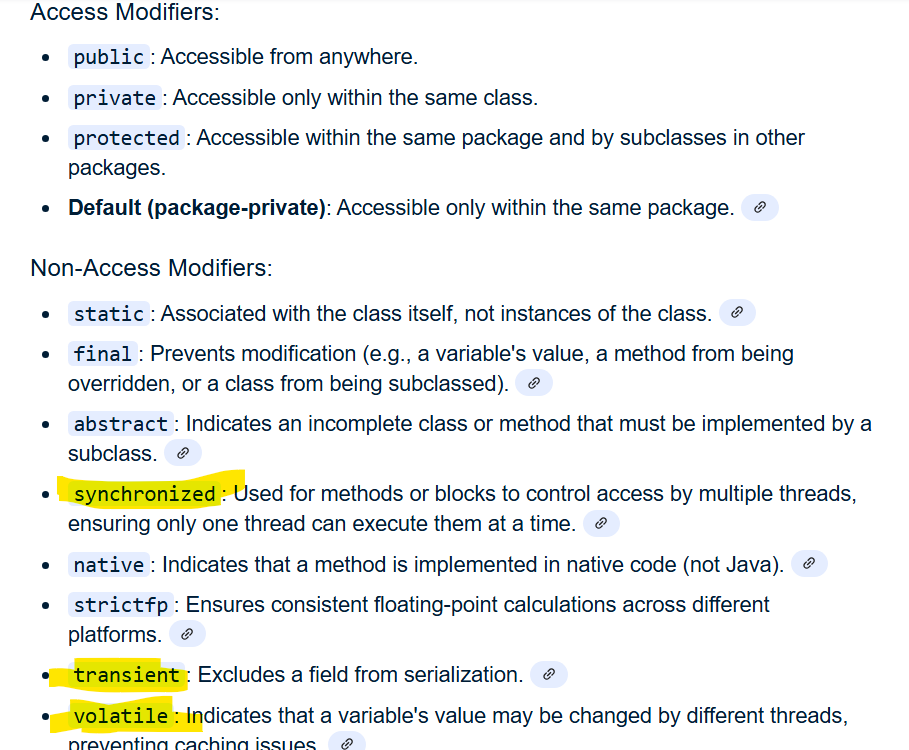 Access Modifiers:
public: Accessible from anywhere.
private: Accessible only within the same class.
protected: Accessible within the same package and by subclasses in other
packages.
Default (package-private): Accessible only within the same package.
Non-Access Modifiers:
static: Associated with the class itself, not instances of the class.
final: Prevents modification (e.g., a variable's value, a method from being
overridden, or a class from being subclassed).
abstract: Indicates an incomplete class or method that must be implemented by a
subclass.
synchronized: Used for methods or blocks to control access by multiple threads,
ensuring only one thread can execute them at a time.
native: Indicates that a method is implemented in native code (not Java).
strictfp: Ensures consistent floating-point calculations across different
platforms.
transient: Excludes a field from serialization.
volatile: Indicates that a variable's value may be changed by different threads,
preventing caching issues.